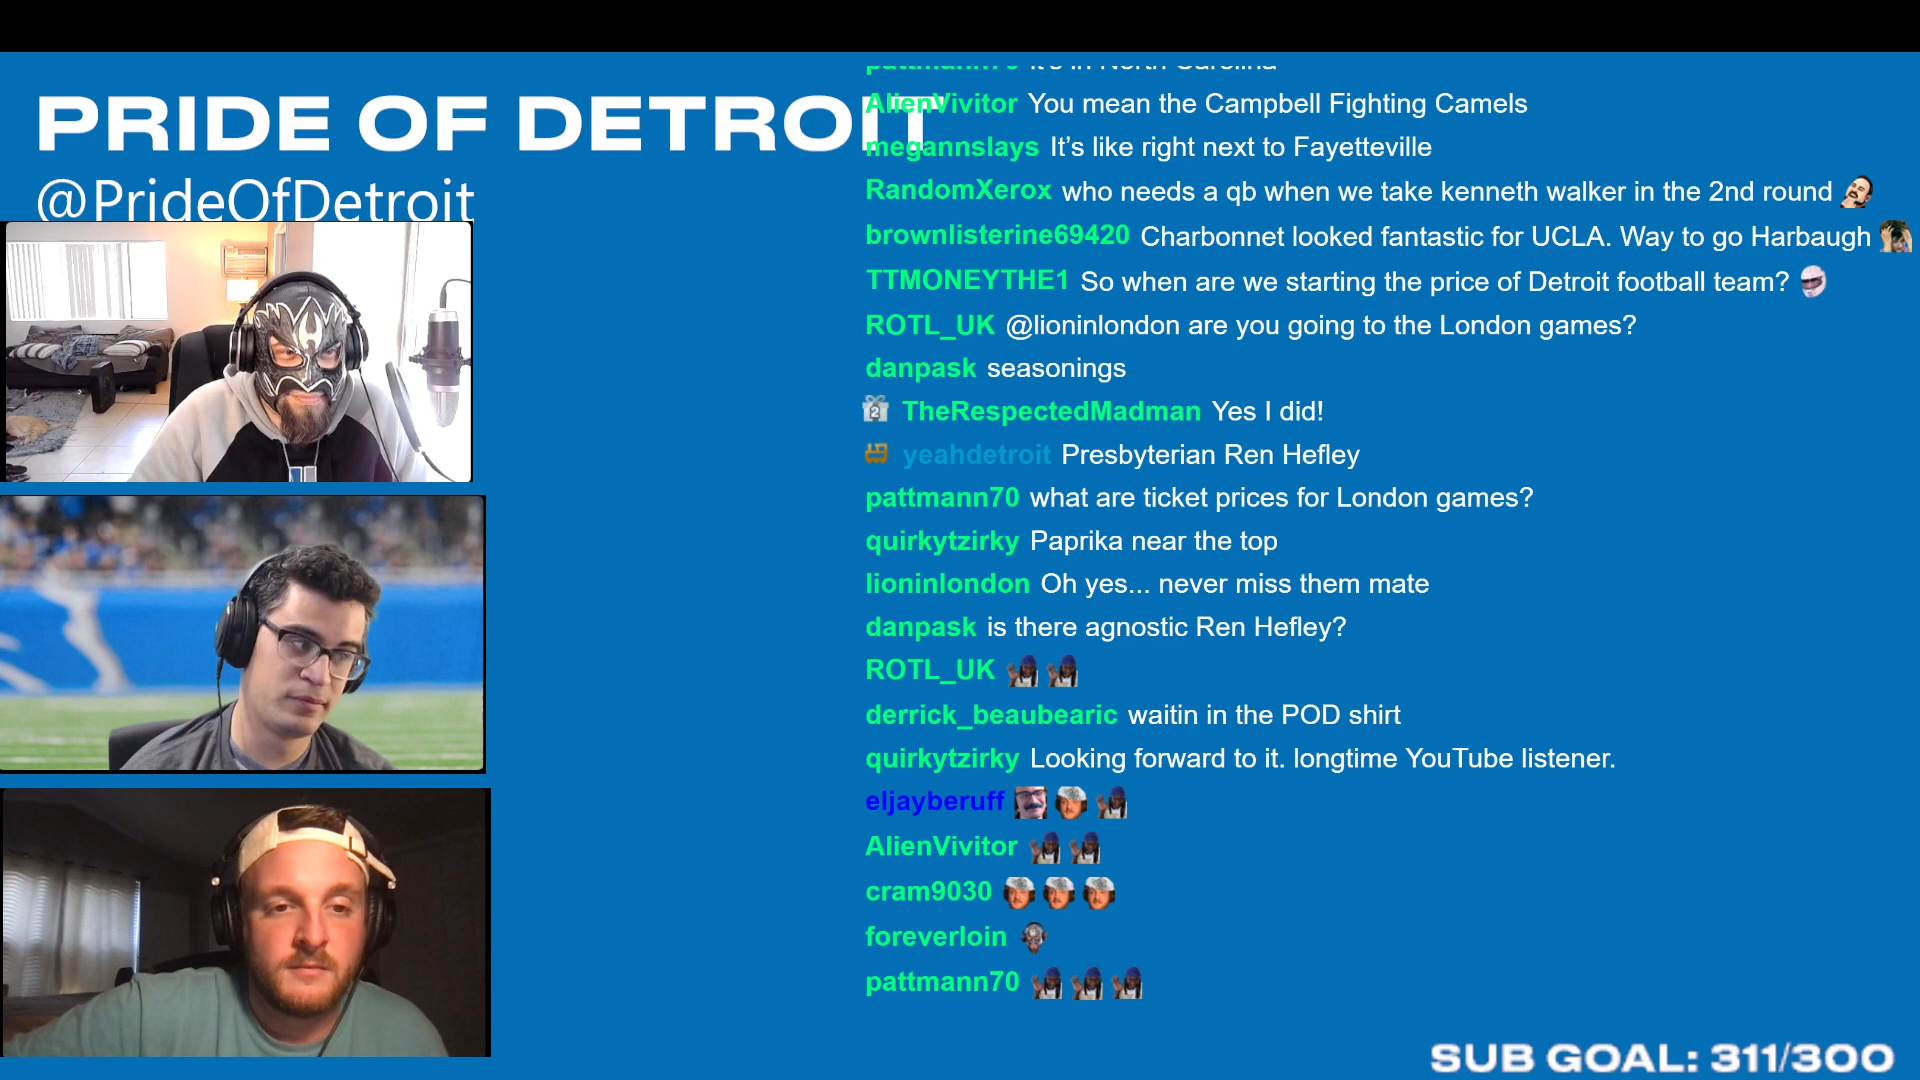 PRIDE OF DETROIT
@PrideOfDetroit
pattmann70 it's in North Carolina
AlienVivitor You mean the Campbell Fighting Camels
megannslays It’s like right next to Fayetteville
RandomXerox who needs a qb when we take kenneth walker in the 2nd round
brownlisterine69420 Charbonnet looked fantastic for UCLA. Way to go Harbaugh
TTMONEYTHE1 So when are we starting the price of Detroit football team?
ROTL_UK @lioninlondon are you going to the London games?
danpask seasonings
2 TheRespectedMadman Yes I did!
yeahdetroit Presbyterian Ren Hefley
pattmann70 what are ticket prices for London games?
quirkytzirky Paprika near the top
lioninlondon Oh yes... never miss them mate
danpask is there agnostic Ren Hefley?
ROTL_UK
derrick_beaubearic waitin in the POD shirt
quirkytzirky Looking forward to it. longtime YouTube listener.
eljayberuff
AlienVivitor
cram9030
foreverloin
pattmann70
SUB GOAL: 311/300